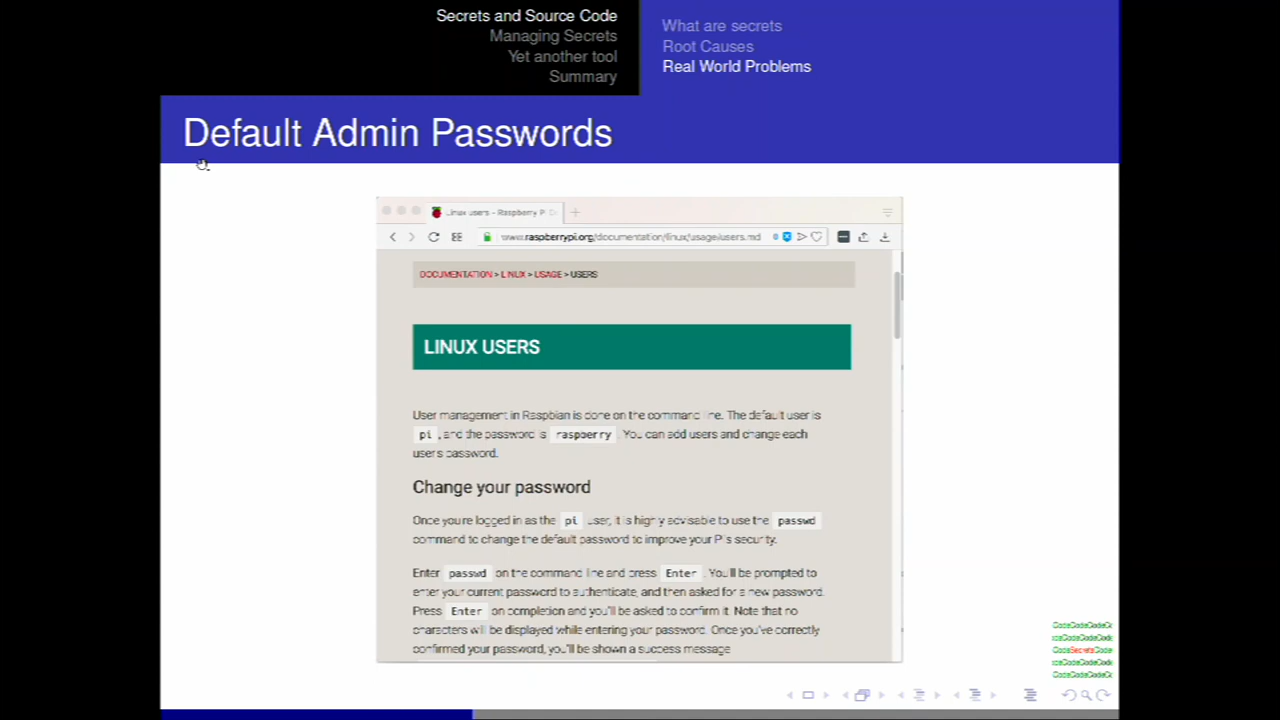 Secrets and Source Code
Managing Secrets
Yet another tool
Summary
What are secrets
Root Causes
Real World Problems
Default Admin Passwords
Linux users - Raspberry P
www.raspberrypi.org/documentation/linux/usage/users.md
DOCUMENTATION > LINUX > USAGE > USERS
LINUX USERS
User management in Raspbian is done on the command line. The default user is
pi , and the password is raspberry . You can add users and change each
user's password.
Change your password
Once you're logged in as the pi user, it is highly advisable to use the passwd
command to change the default password to improve your Pi's security.
Enter passwd on the command line and press Enter . You'll be prompted to
enter your current password to authenticate, and then asked for a new password.
Press Enter on completion and you'll be asked to confirm it. Note that no
characters will be displayed while entering your password. Once you've correctly
confirmed your password, you'll be shown a success message
CodeCodeCodeCo
CodeCodeCode
CodeSecretsCode
CodeCodeCode
CodeCodeCodeCo